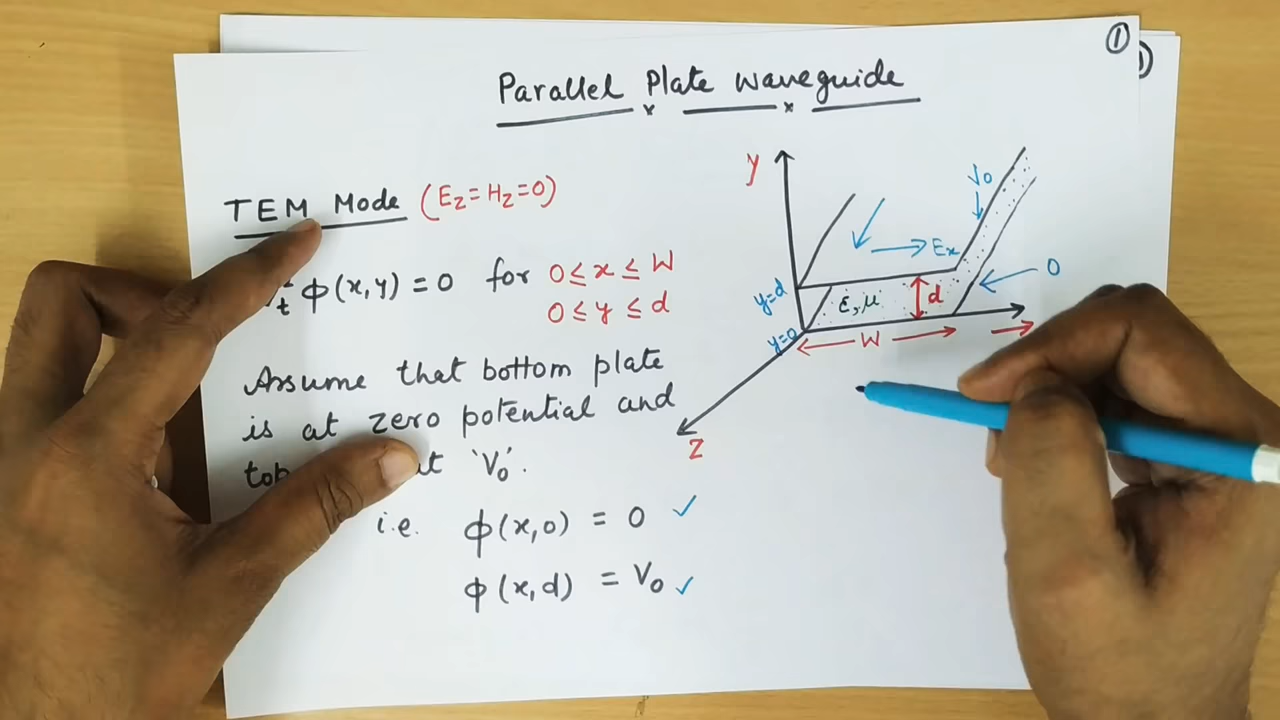 ①
Parallel Plate Waveguide
TEM Mode (Ez=Hz=0)
t ϕ(x,y) = 0 for 0≤x≤W
0≤y≤d
Assume that bottom plate
is at zero potential and
at 'V₀'.
i.e. ϕ(x,0) = 0 ✓
ϕ(x,d) = V₀ ✓
y
V₀
Ex
0
y=d
ε,μ
d
y=0
W
Z